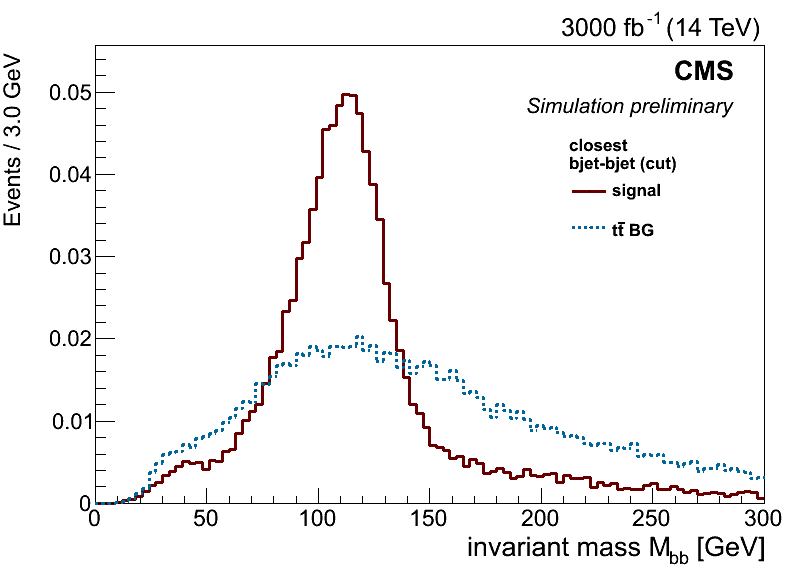 3000 fb⁻¹ (14 TeV)
CMS
Simulation preliminary
closest
bjet-bjet (cut)
signal
tt̄ BG
Events / 3.0 GeV
0.05
0.04
0.03
0.02
0.01
0
0 50 100 150 200 250 300
invariant mass M_bb [GeV]